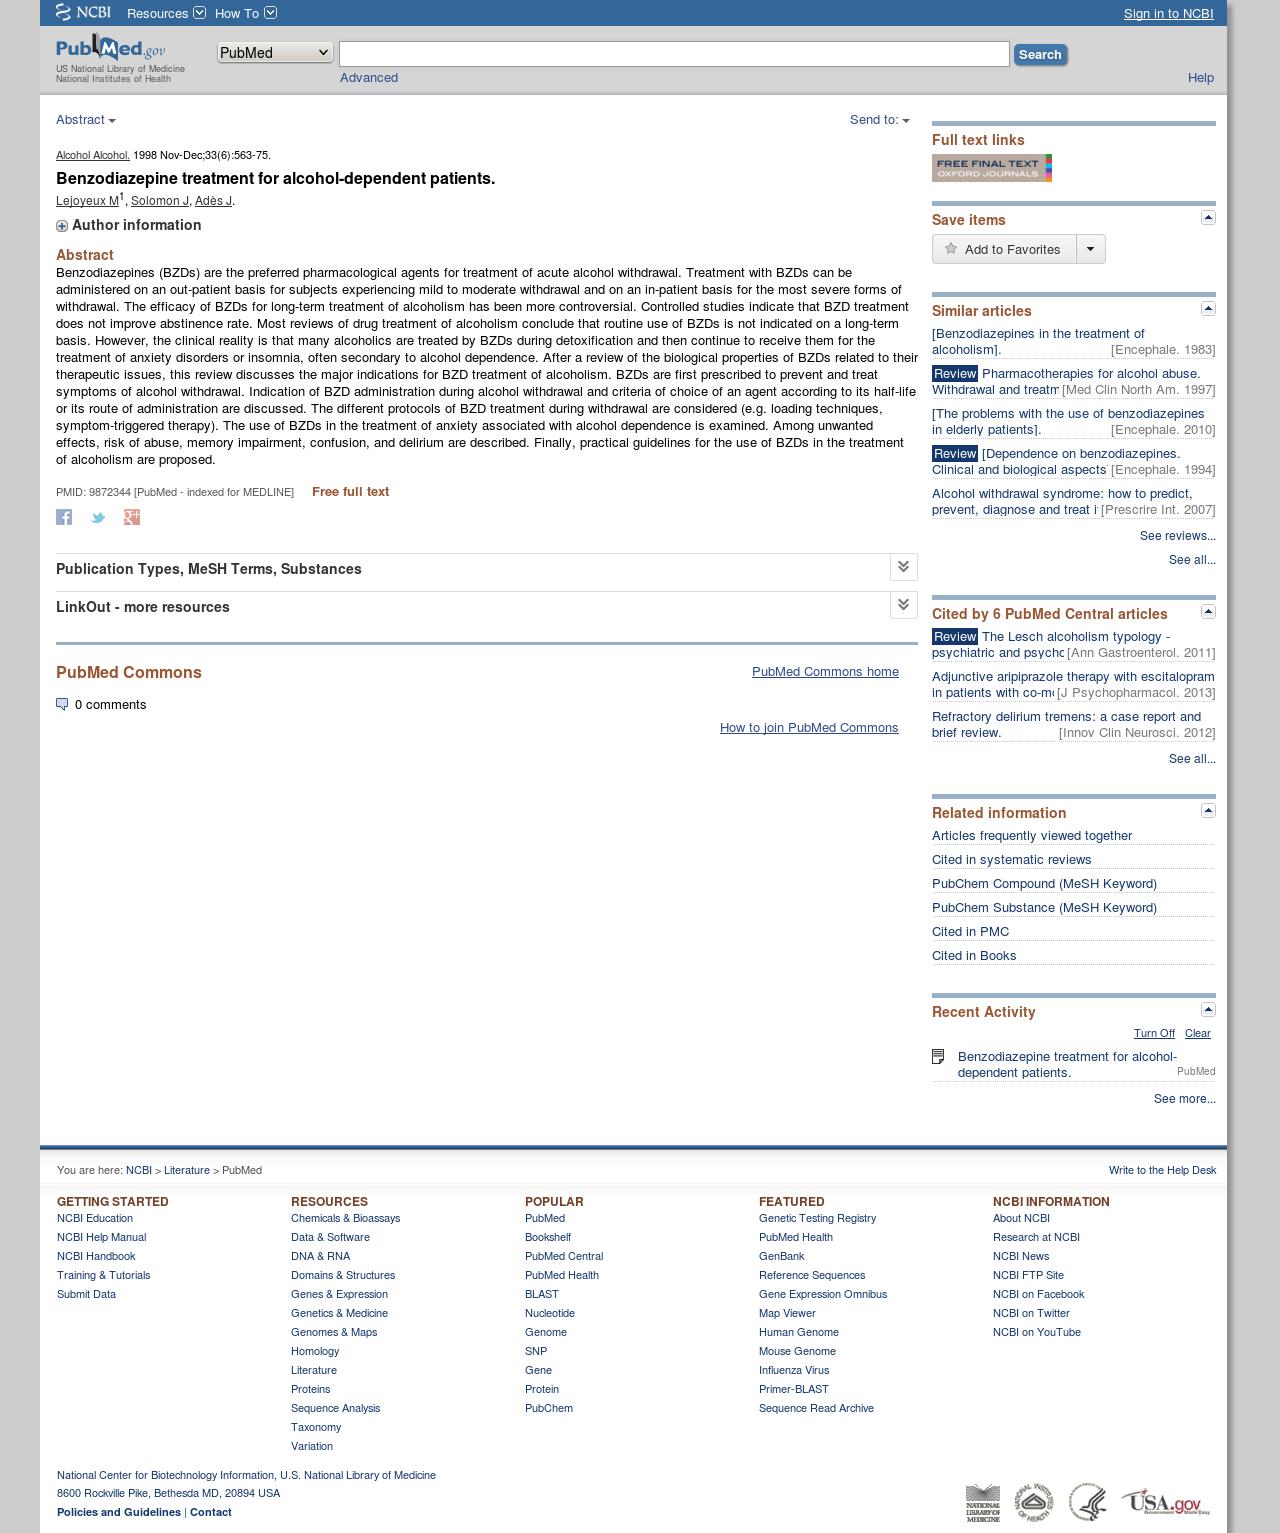 NCBI Resources How To Sign in to NCBI
PubMed.gov
US National Library of Medicine
National Institutes of Health
PubMed
Search
Advanced
Help
Abstract
Send to:
Alcohol Alcohol. 1998 Nov-Dec;33(6):563-75.
Benzodiazepine treatment for alcohol-dependent patients.
Lejoyeux M1, Solomon J, Adès J.
Author information
Abstract
Benzodiazepines (BZDs) are the preferred pharmacological agents for treatment of acute alcohol withdrawal. Treatment with BZDs can be
administered on an out-patient basis for subjects experiencing mild to moderate withdrawal and on an in-patient basis for the most severe forms of
withdrawal. The efficacy of BZDs for long-term treatment of alcoholism has been more controversial. Controlled studies indicate that BZD treatment
does not improve abstinence rate. Most reviews of drug treatment of alcoholism conclude that routine use of BZDs is not indicated on a long-term
basis. However, the clinical reality is that many alcoholics are treated by BZDs during detoxification and then continue to receive them for the
treatment of anxiety disorders or insomnia, often secondary to alcohol dependence. After a review of the biological properties of BZDs related to their
therapeutic issues, this review discusses the major indications for BZD treatment of alcoholism. BZDs are first prescribed to prevent and treat
symptoms of alcohol withdrawal. Indication of BZD administration during alcohol withdrawal and criteria of choice of an agent according to its half-life
or its route of administration are discussed. The different protocols of BZD treatment during withdrawal are considered (e.g. loading techniques,
symptom-triggered therapy). The use of BZDs in the treatment of anxiety associated with alcohol dependence is examined. Among unwanted
effects, risk of abuse, memory impairment, confusion, and delirium are described. Finally, practical guidelines for the use of BZDs in the treatment
of alcoholism are proposed.
PMID: 9872344 [PubMed - indexed for MEDLINE] Free full text
Publication Types, MeSH Terms, Substances
LinkOut - more resources
PubMed Commons
PubMed Commons home
0 comments
How to join PubMed Commons
Full text links
FREE FINAL TEXT
OXFORD JOURNALS
Save items
Add to Favorites
Similar articles
[Benzodiazepines in the treatment of
alcoholism]. [Encephale. 1983]
Review Pharmacotherapies for alcohol abuse.
Withdrawal and treatm [Med Clin North Am. 1997]
[The problems with the use of benzodiazepines
in elderly patients]. [Encephale. 2010]
Review [Dependence on benzodiazepines.
Clinical and biological aspects [Encephale. 1994]
Alcohol withdrawal syndrome: how to predict,
prevent, diagnose and treat i [Prescrire Int. 2007]
See reviews...
See all...
Cited by 6 PubMed Central articles
Review The Lesch alcoholism typology -
psychiatric and psycho [Ann Gastroenterol. 2011]
Adjunctive aripiprazole therapy with escitalopram
in patients with co-mo [J Psychopharmacol. 2013]
Refractory delirium tremens: a case report and
brief review. [Innov Clin Neurosci. 2012]
See all...
Related information
Articles frequently viewed together
Cited in systematic reviews
PubChem Compound (MeSH Keyword)
PubChem Substance (MeSH Keyword)
Cited in PMC
Cited in Books
Recent Activity
Turn Off Clear
Benzodiazepine treatment for alcohol-
dependent patients. PubMed
See more...
You are here: NCBI > Literature > PubMed
Write to the Help Desk
GETTING STARTED
NCBI Education
NCBI Help Manual
NCBI Handbook
Training & Tutorials
Submit Data
RESOURCES
Chemicals & Bioassays
Data & Software
DNA & RNA
Domains & Structures
Genes & Expression
Genetics & Medicine
Genomes & Maps
Homology
Literature
Proteins
Sequence Analysis
Taxonomy
Variation
POPULAR
PubMed
Bookshelf
PubMed Central
PubMed Health
BLAST
Nucleotide
Genome
SNP
Gene
Protein
PubChem
FEATURED
Genetic Testing Registry
PubMed Health
GenBank
Reference Sequences
Gene Expression Omnibus
Map Viewer
Human Genome
Mouse Genome
Influenza Virus
Primer-BLAST
Sequence Read Archive
NCBI INFORMATION
About NCBI
Research at NCBI
NCBI News
NCBI FTP Site
NCBI on Facebook
NCBI on Twitter
NCBI on YouTube
National Center for Biotechnology Information, U.S. National Library of Medicine
8600 Rockville Pike, Bethesda MD, 20894 USA
Policies and Guidelines | Contact
NATIONAL
LIBRARY OF
MEDICINE
NATIONAL INSTITUTES
OF HEALTH
USA.gov
Government Made Easy